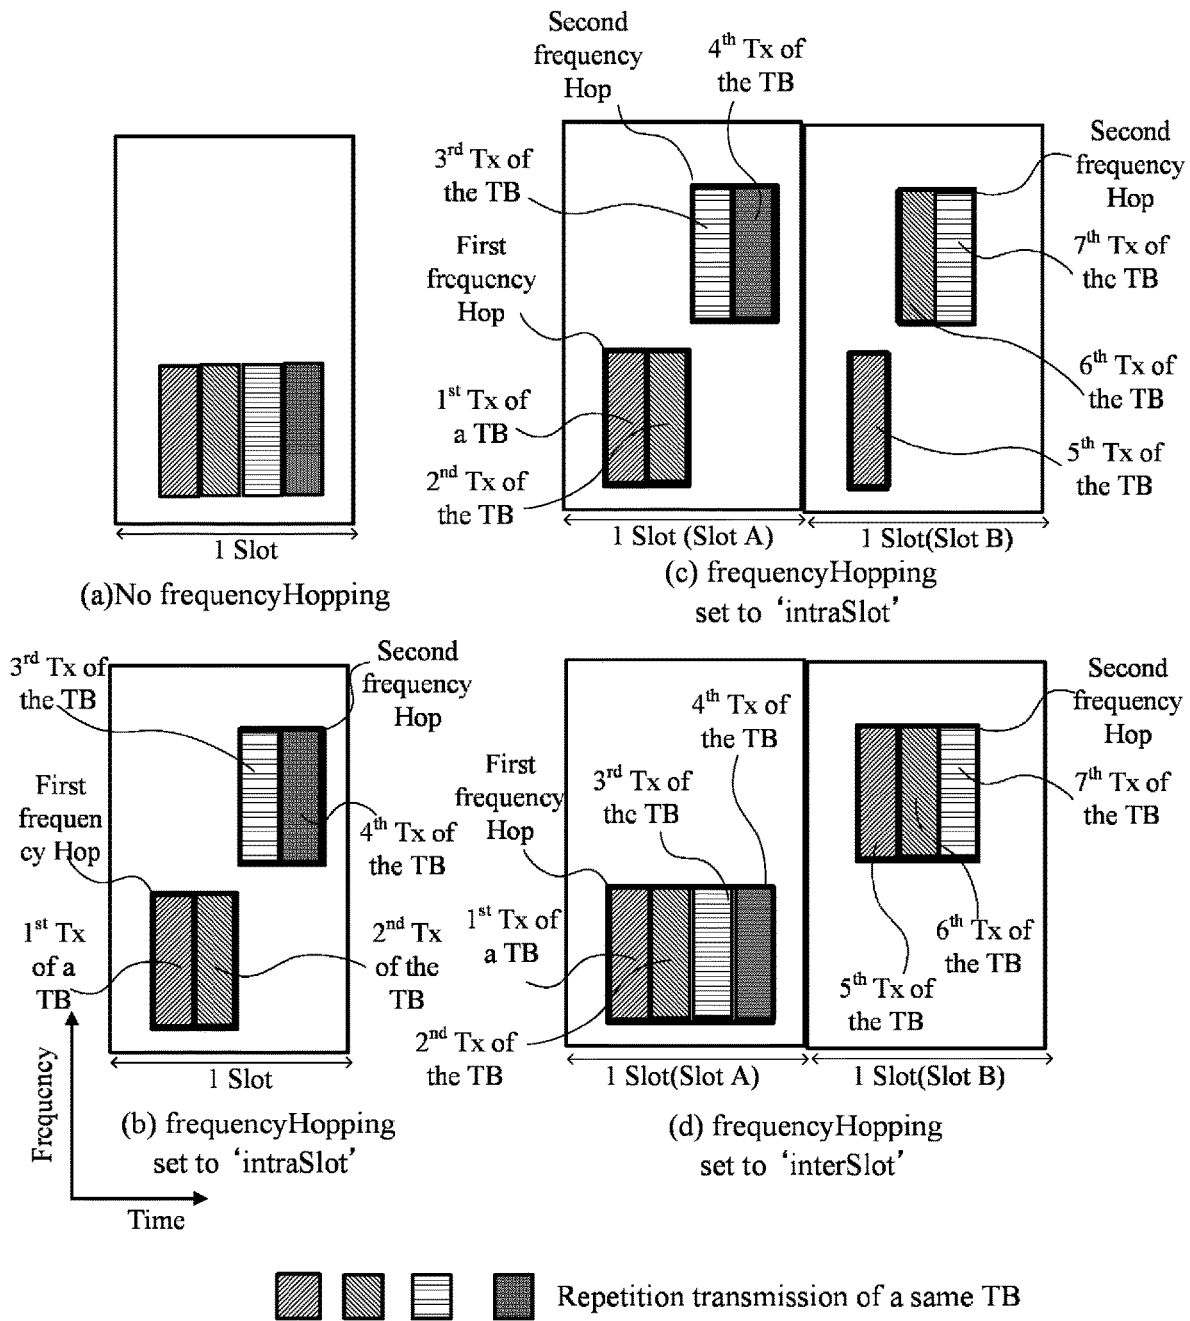 Second
frequency
Hop
4th Tx of
the TB
3rd Tx of
the TB
First
frequency
Hop
1st Tx of
a TB
2nd Tx of
the TB
Second
frequency
Hop
7th Tx of
the TB
6th Tx of
the TB
5th Tx of
the TB
1 Slot
(a)No frequencyHopping
1 Slot (Slot A)
1 Slot(Slot B)
(c) frequencyHopping
set to ‘intraSlot’
3rd Tx of
the TB
Second
frequency
Hop
First
frequen
cy Hop
4th Tx of
the TB
1st Tx
of a
TB
2nd Tx
of the
TB
1 Slot
(b) frequencyHopping
set to ‘intraSlot’
Frequency
Time
4th Tx of
the TB
First
frequency
Hop
3rd Tx of
the TB
1st Tx of
a TB
2nd Tx of
the TB
Second
frequency
Hop
7th Tx of
the TB
6th Tx of
the TB
5th Tx of
the TB
1 Slot(Slot A)
1 Slot(Slot B)
(d) frequencyHopping
set to ‘interSlot’
Repetition transmission of a same TB